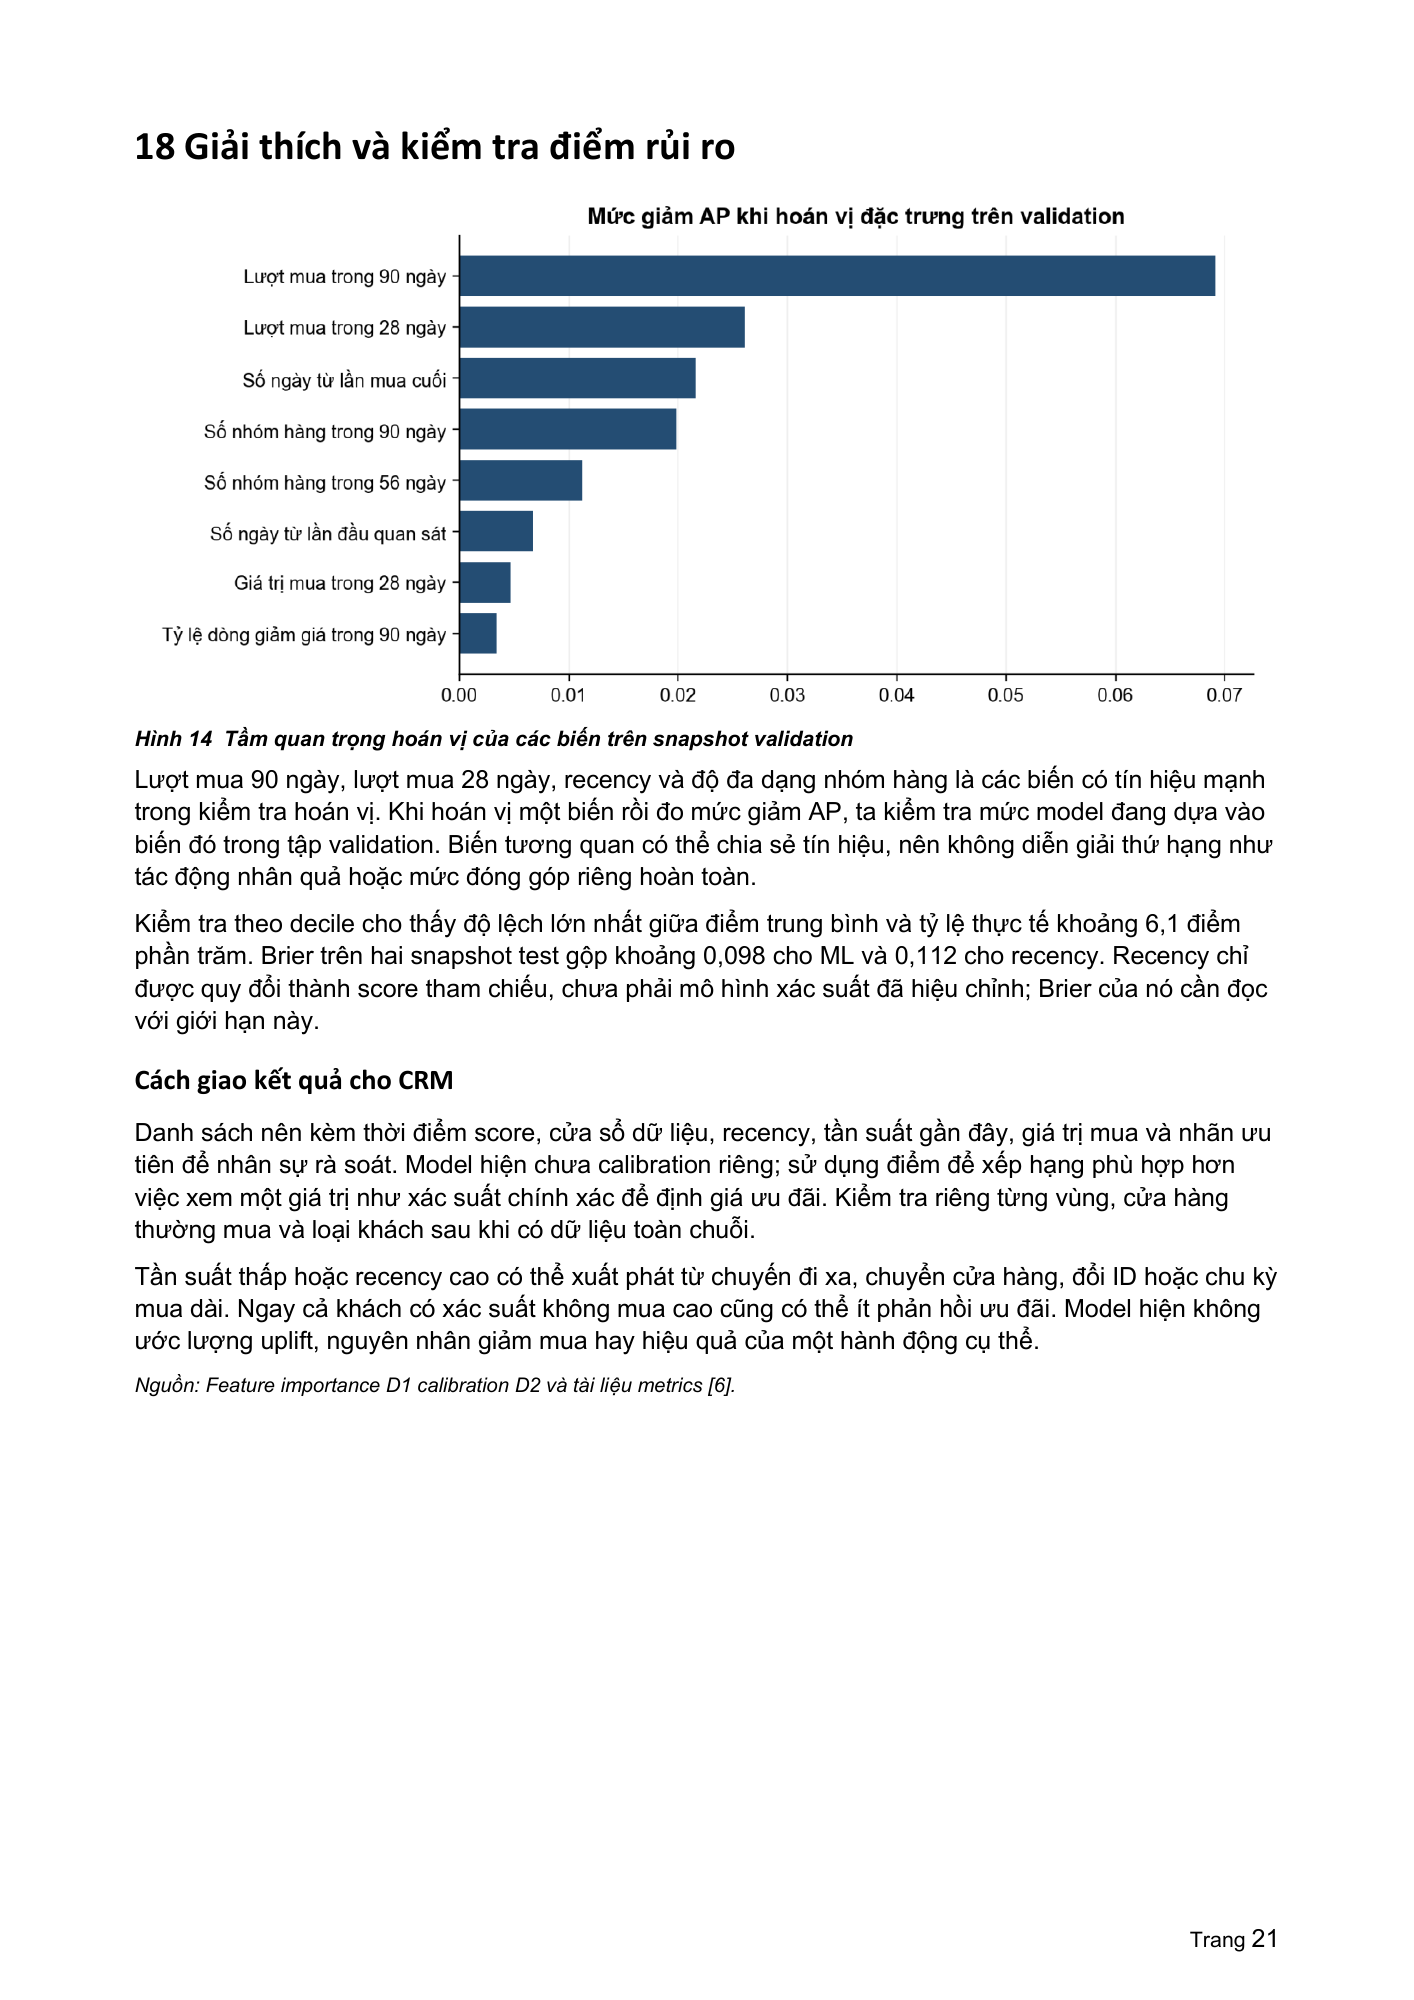 18 Giải thích và kiểm tra điểm rủi ro
Mức giảm AP khi hoán vị đặc trưng trên validation
Lượt mua trong 90 ngày
Lượt mua trong 28 ngày
Số ngày từ lần mua cuối
Số nhóm hàng trong 90 ngày
Số nhóm hàng trong 56 ngày
Số ngày từ lần đầu quan sát
Giá trị mua trong 28 ngày
Tỷ lệ dòng giảm giá trong 90 ngày
0.00 0.01 0.02 0.03 0.04 0.05 0.06 0.07
Hình 14 Tầm quan trọng hoán vị của các biến trên snapshot validation
Lượt mua 90 ngày, lượt mua 28 ngày, recency và độ đa dạng nhóm hàng là các biến có tín hiệu mạnh
trong kiểm tra hoán vị. Khi hoán vị một biến rồi đo mức giảm AP, ta kiểm tra mức model đang dựa vào
biến đó trong tập validation. Biến tương quan có thể chia sẻ tín hiệu, nên không diễn giải thứ hạng như
tác động nhân quả hoặc mức đóng góp riêng hoàn toàn.
Kiểm tra theo decile cho thấy độ lệch lớn nhất giữa điểm trung bình và tỷ lệ thực tế khoảng 6,1 điểm
phần trăm. Brier trên hai snapshot test gộp khoảng 0,098 cho ML và 0,112 cho recency. Recency chỉ
được quy đổi thành score tham chiếu, chưa phải mô hình xác suất đã hiệu chỉnh; Brier của nó cần đọc
với giới hạn này.
Cách giao kết quả cho CRM
Danh sách nên kèm thời điểm score, cửa sổ dữ liệu, recency, tần suất gần đây, giá trị mua và nhãn ưu
tiên để nhân sự rà soát. Model hiện chưa calibration riêng; sử dụng điểm để xếp hạng phù hợp hơn
việc xem một giá trị như xác suất chính xác để định giá ưu đãi. Kiểm tra riêng từng vùng, cửa hàng
thường mua và loại khách sau khi có dữ liệu toàn chuỗi.
Tần suất thấp hoặc recency cao có thể xuất phát từ chuyến đi xa, chuyển cửa hàng, đổi ID hoặc chu kỳ
mua dài. Ngay cả khách có xác suất không mua cao cũng có thể ít phản hồi ưu đãi. Model hiện không
ước lượng uplift, nguyên nhân giảm mua hay hiệu quả của một hành động cụ thể.
Nguồn: Feature importance D1 calibration D2 và tài liệu metrics [6].
Trang 21